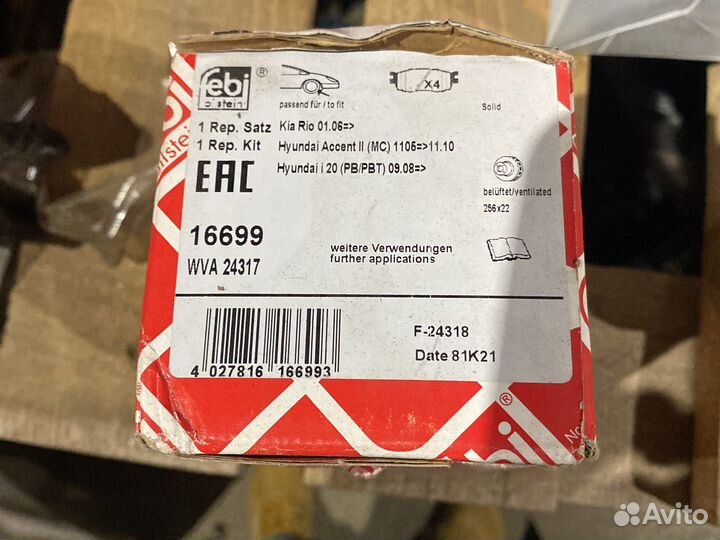 febi
bilstein
®
passend für / to fit
X4
Solid
1 Rep. Satz
1 Rep. Kit
Kia Rio 01.06=>
Hyundai Accent II (MC) 1105=>11.10
Hyundai i 20 (PB/PBT) 09.08=>
EAC
belüftet/ventilated
256x22
16699
WVA 24317
weitere Verwendungen
further applications
F-24318
Date 81K21
4 027816 166993
®
Avito